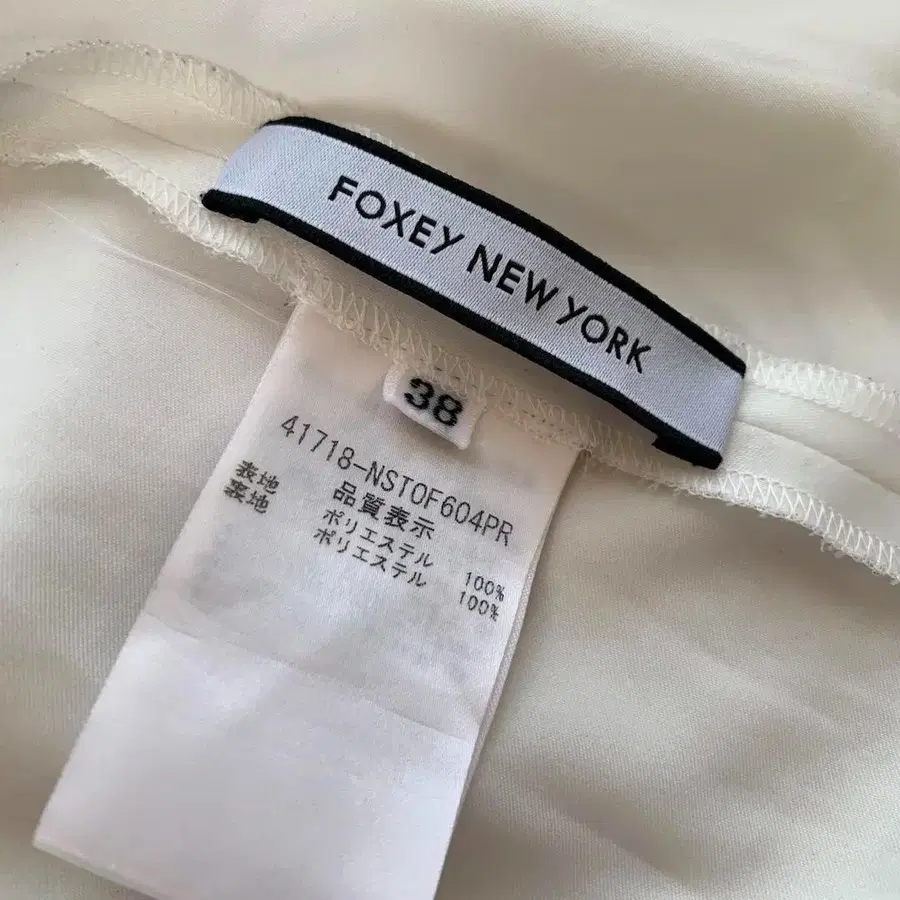 FOXEY NEW YORK
38
41718-NSTOF604PR
品質表示
表地 ポリエステル 100%
裏地 ポリエステル 100%